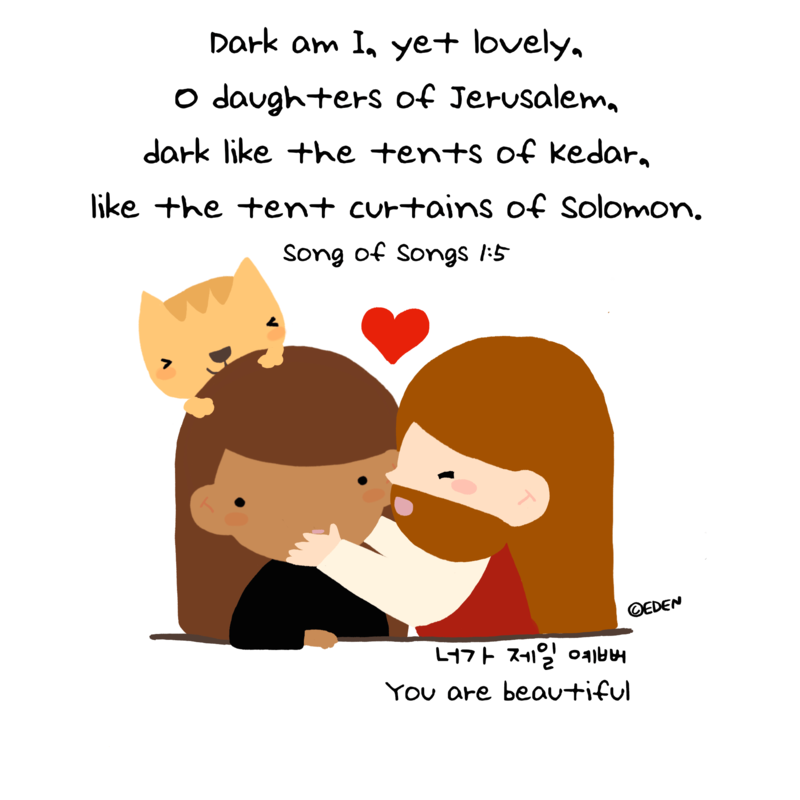 Dark am I, yet lovely,
O daughters of Jerusalem,
dark like the tents of Kedar,
like the tent curtains of Solomon.
Song of Songs 1:5
©EDEN
너가 제일 예뻐
You are beautiful